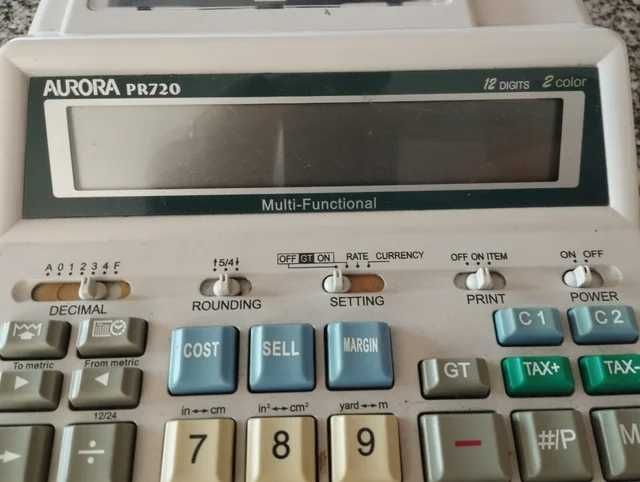 AURORA PR720 12 DIGITS 2 color
Multi-Functional
A 0 1 2 3 4 F 5/4 OFF GT ON RATE CURRENCY OFF ON ITEM ON OFF
DECIMAL ROUNDING SETTING PRINT POWER
COST SELL MARGIN C 1 C 2
To metric From metric
GT TAX+ TAX-
12/24 in↔cm in²↔cm² yard↔m
÷ 7 8 9 − #/P M